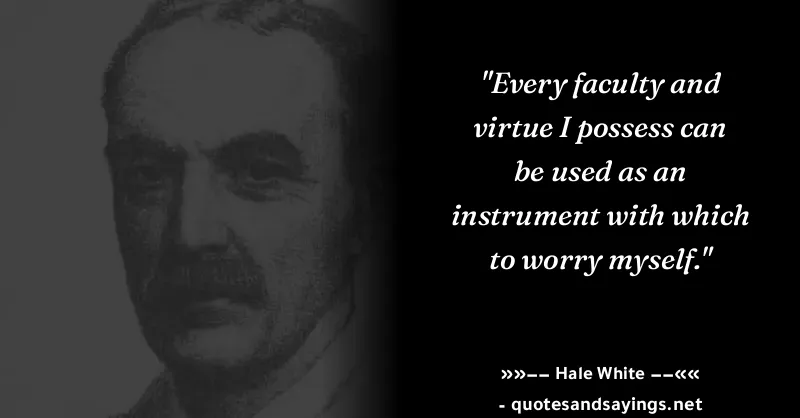 "Every faculty and
virtue I possess can
be used as an
instrument with which
to worry myself."
»»–– Hale White ––««
- quotesandsayings.net